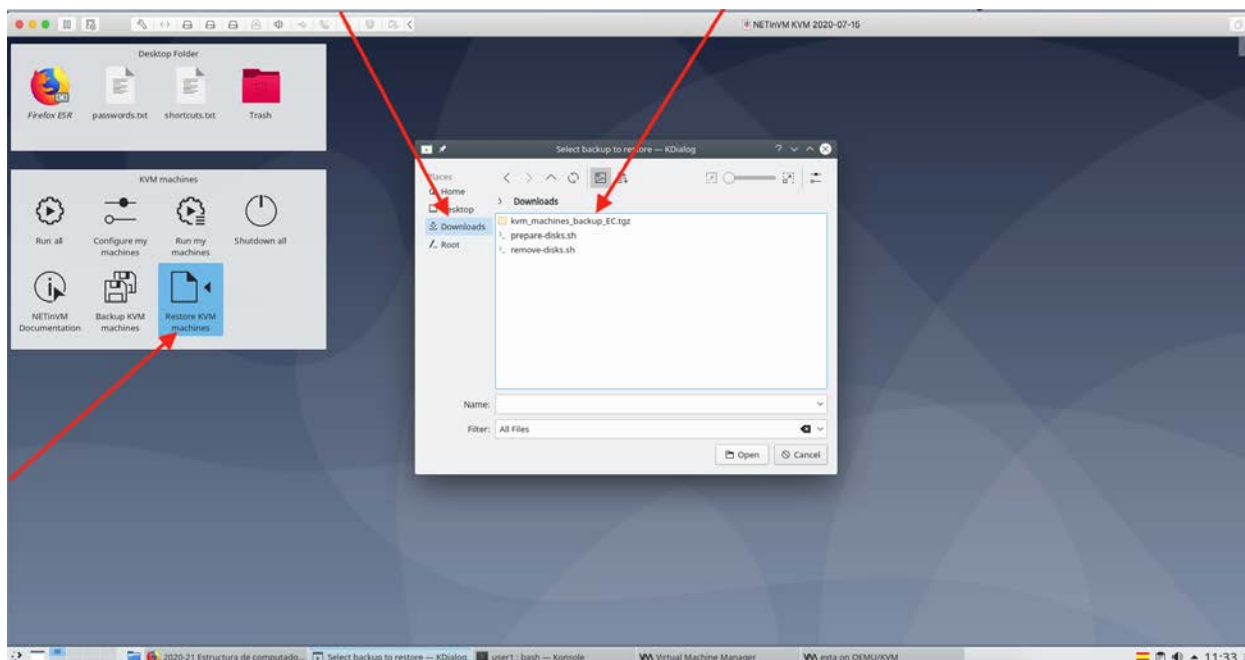 NETinVM KVM 2020-07-15
Desktop Folder
Firefox ESR
passwords.txt
shortcuts.txt
Trash
KVM machines
Run all
Configure my
machines
Run my
machines
Shutdown all
NETinVM
Documentation
Backup KVM
machines
Restore KVM
machines
Select backup to restore — KDialog
Places
Home
Desktop
Downloads
Root
Downloads
kvm_machines_backup_EC.tgz
prepare-disks.sh
remove-disks.sh
Name:
Filter: All Files
Open
Cancel
2020-21 Estructura de computado...
Select backup to restore — KDialog
user1 : bash — Konsole
Virtual Machine Manager
exta on QEMU/KVM
11:33